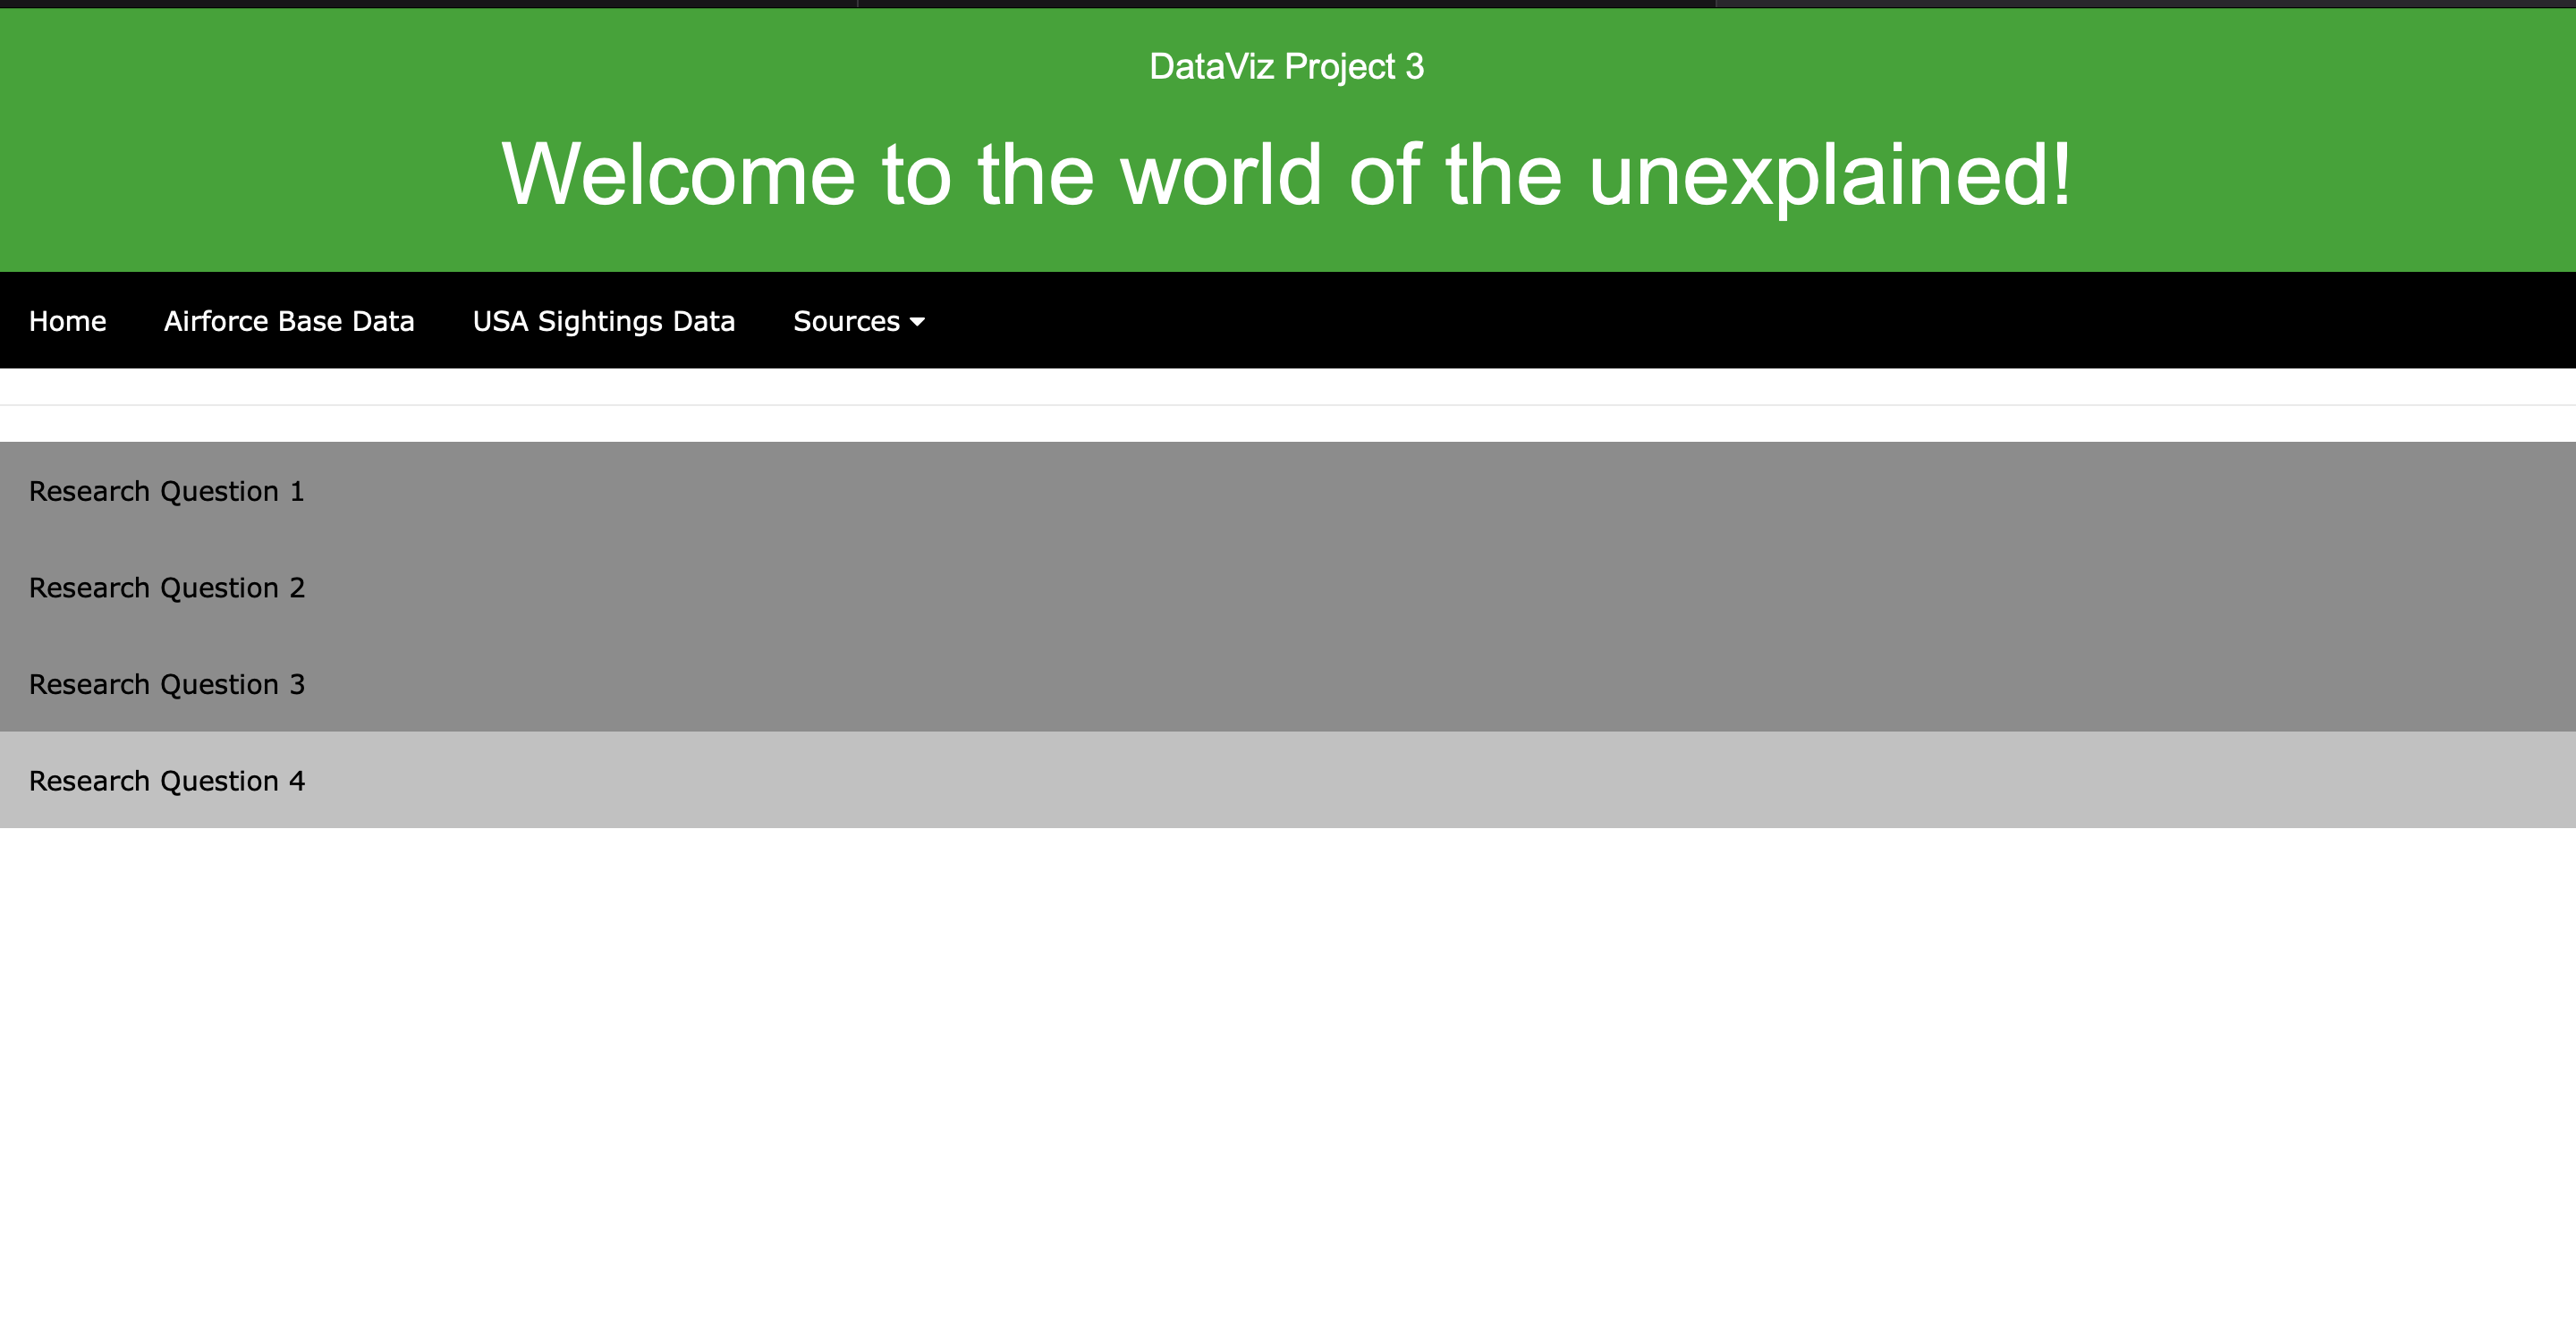 DataViz Project 3
Welcome to the world of the unexplained!
Home Airforce Base Data USA Sightings Data Sources
Research Question 1
Research Question 2
Research Question 3
Research Question 4